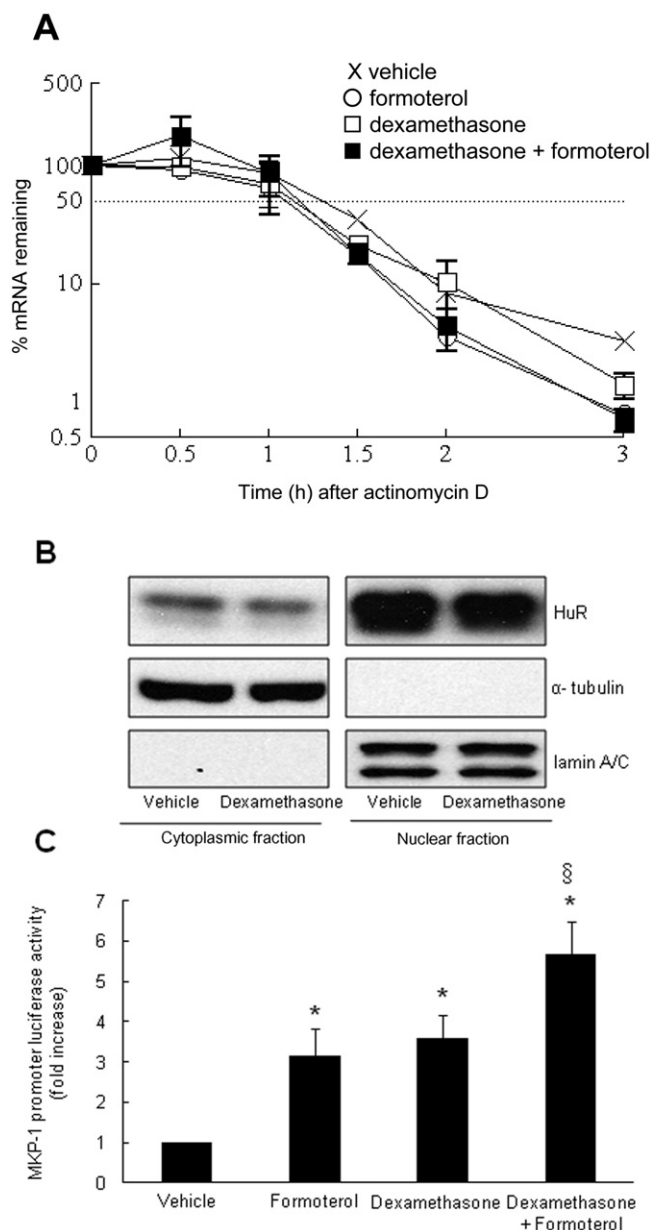 A
X vehicle
formoterol
dexamethasone
dexamethasone + formoterol
500
100
50
10
1
0.5
% mRNA remaining
0 0.5 1 1.5 2 3
Time (h) after actinomycin D
B
HuR
α- tubulin
lamin A/C
Vehicle Dexamethasone Vehicle Dexamethasone
Cytoplasmic fraction Nuclear fraction
C
MKP-1 promoter luciferase activity
(fold increase)
7
6
5
4
3
2
1
0
* * * §
Vehicle Formoterol Dexamethasone Dexamethasone
+ Formoterol